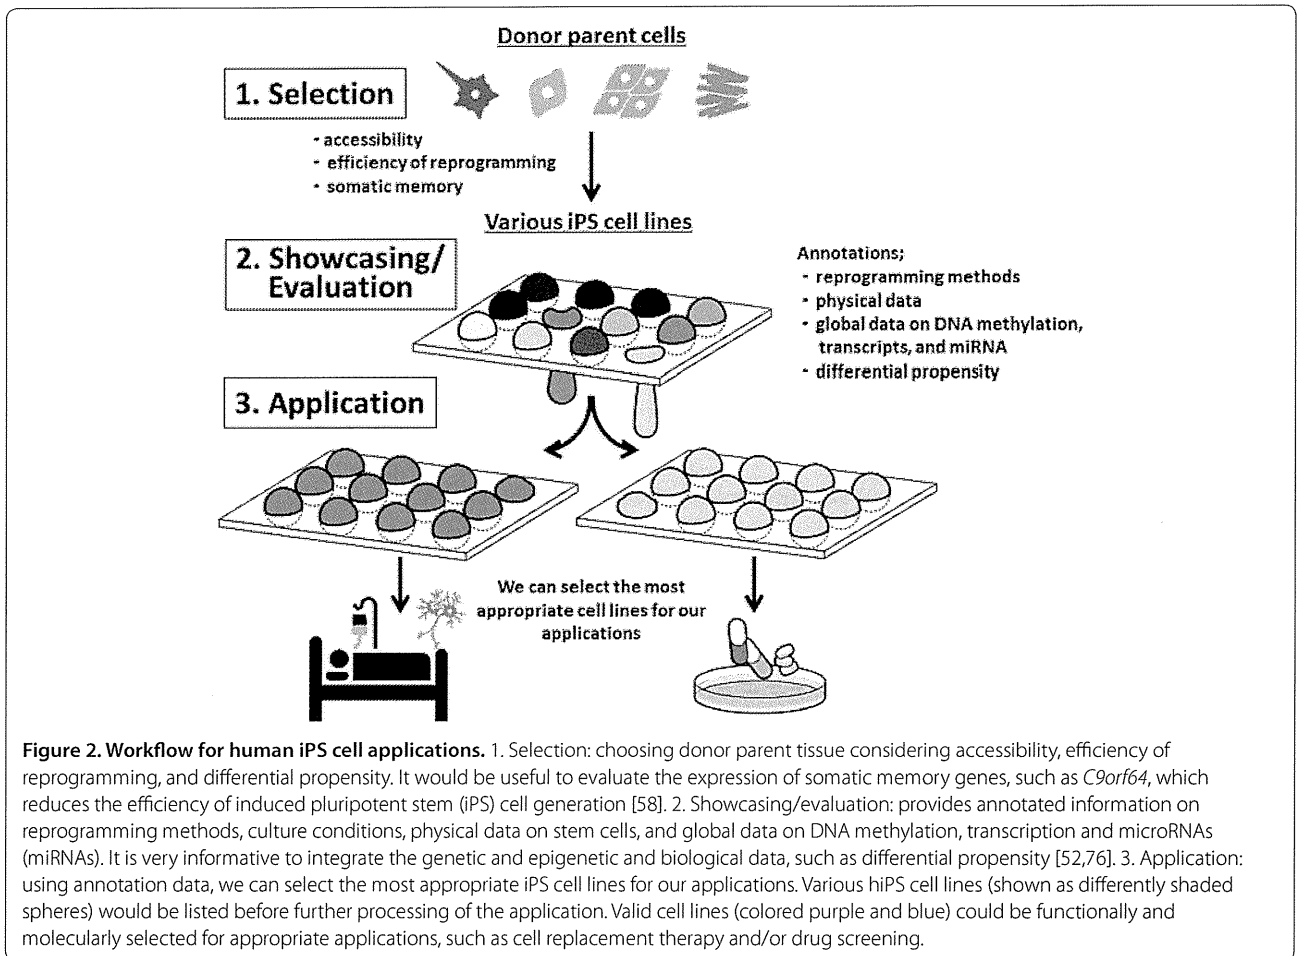 Donor parent cells
1. Selection
- accessibility
- efficiency of reprogramming
- somatic memory
Various iPS cell lines
2. Showcasing/
Evaluation
Annotations;
- reprogramming methods
- physical data
- global data on DNA methylation,
transcripts, and miRNA
- differential propensity
3. Application
We can select the most
appropriate cell lines for our
applications
Figure 2. Workflow for human iPS cell applications. 1. Selection: choosing donor parent tissue considering accessibility, efficiency of
reprogramming, and differential propensity. It would be useful to evaluate the expression of somatic memory genes, such as C9orf64, which
reduces the efficiency of induced pluripotent stem (iPS) cell generation [58]. 2. Showcasing/evaluation: provides annotated information on
reprogramming methods, culture conditions, physical data on stem cells, and global data on DNA methylation, transcription and microRNAs
(miRNAs). It is very informative to integrate the genetic and epigenetic and biological data, such as differential propensity [52,76]. 3. Application:
using annotation data, we can select the most appropriate iPS cell lines for our applications. Various hiPS cell lines (shown as differently shaded
spheres) would be listed before further processing of the application. Valid cell lines (colored purple and blue) could be functionally and
molecularly selected for appropriate applications, such as cell replacement therapy and/or drug screening.